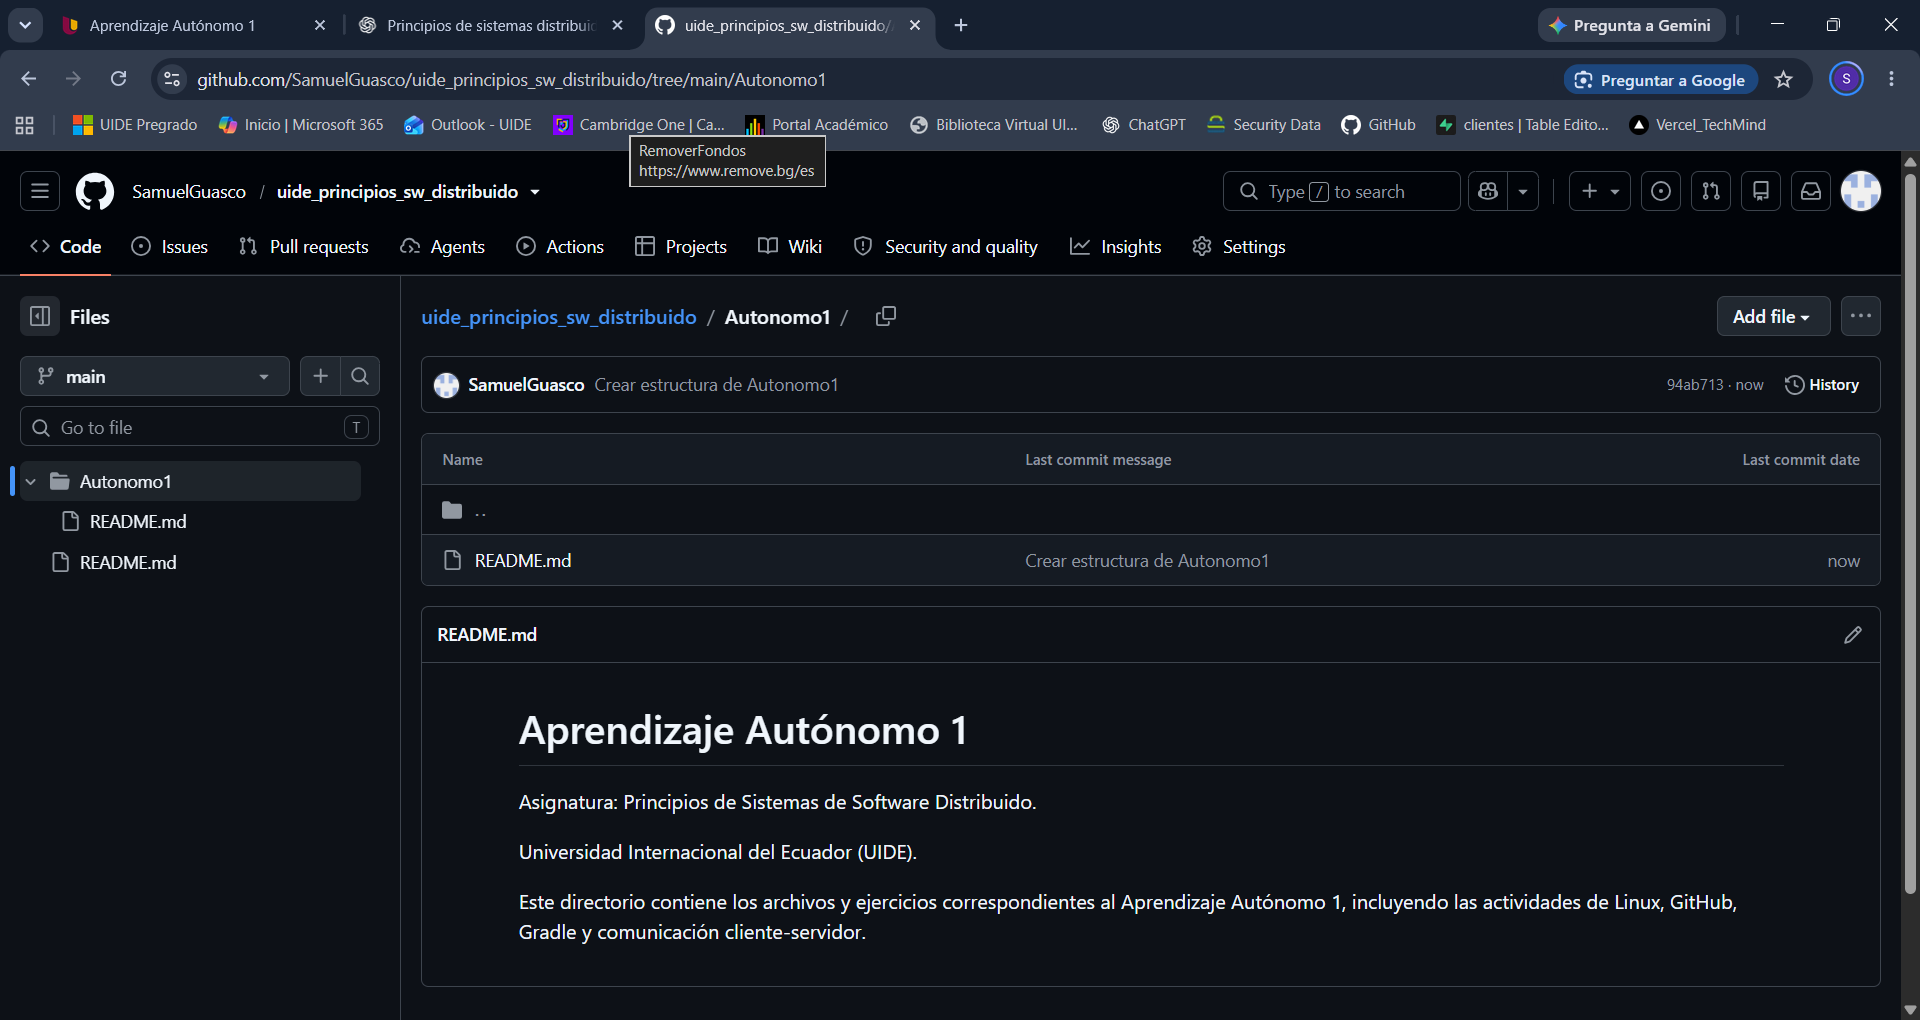 Aprendizaje Autónomo 1
Principios de sistemas distribuid
uide_principios_sw_distribuido/
Pregunta a Gemini
github.com/SamuelGuasco/uide_principios_sw_distribuido/tree/main/Autonomo1
Preguntar a Google
S
UIDE Pregrado
Inicio | Microsoft 365
Outlook - UIDE
Cambridge One | Ca...
Portal Académico
Biblioteca Virtual UI...
ChatGPT
Security Data
GitHub
clientes | Table Edito...
Vercel_TechMind
RemoverFondos
https://www.remove.bg/es
SamuelGuasco / uide_principios_sw_distribuido
Type / to search
Code
Issues
Pull requests
Agents
Actions
Projects
Wiki
Security and quality
Insights
Settings
Files
main
Go to file
T
Autonomo1
README.md
README.md
uide_principios_sw_distribuido / Autonomo1 /
Add file
SamuelGuasco Crear estructura de Autonomo1
94ab713 · now
History
Name Last commit message Last commit date
..
README.md Crear estructura de Autonomo1 now
README.md
Aprendizaje Autónomo 1
Asignatura: Principios de Sistemas de Software Distribuido.
Universidad Internacional del Ecuador (UIDE).
Este directorio contiene los archivos y ejercicios correspondientes al Aprendizaje Autónomo 1, incluyendo las actividades de Linux, GitHub,
Gradle y comunicación cliente-servidor.